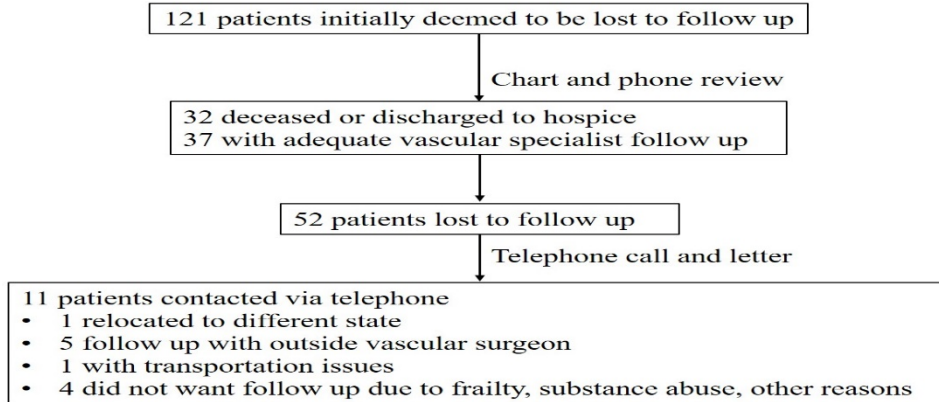 121 patients initially deemed to be lost to follow up
Chart and phone review
32 deceased or discharged to hospice
37 with adequate vascular specialist follow up
52 patients lost to follow up
Telephone call and letter
11 patients contacted via telephone
• 1 relocated to different state
• 5 follow up with outside vascular surgeon
• 1 with transportation issues
• 4 did not want follow up due to frailty, substance abuse, other reasons